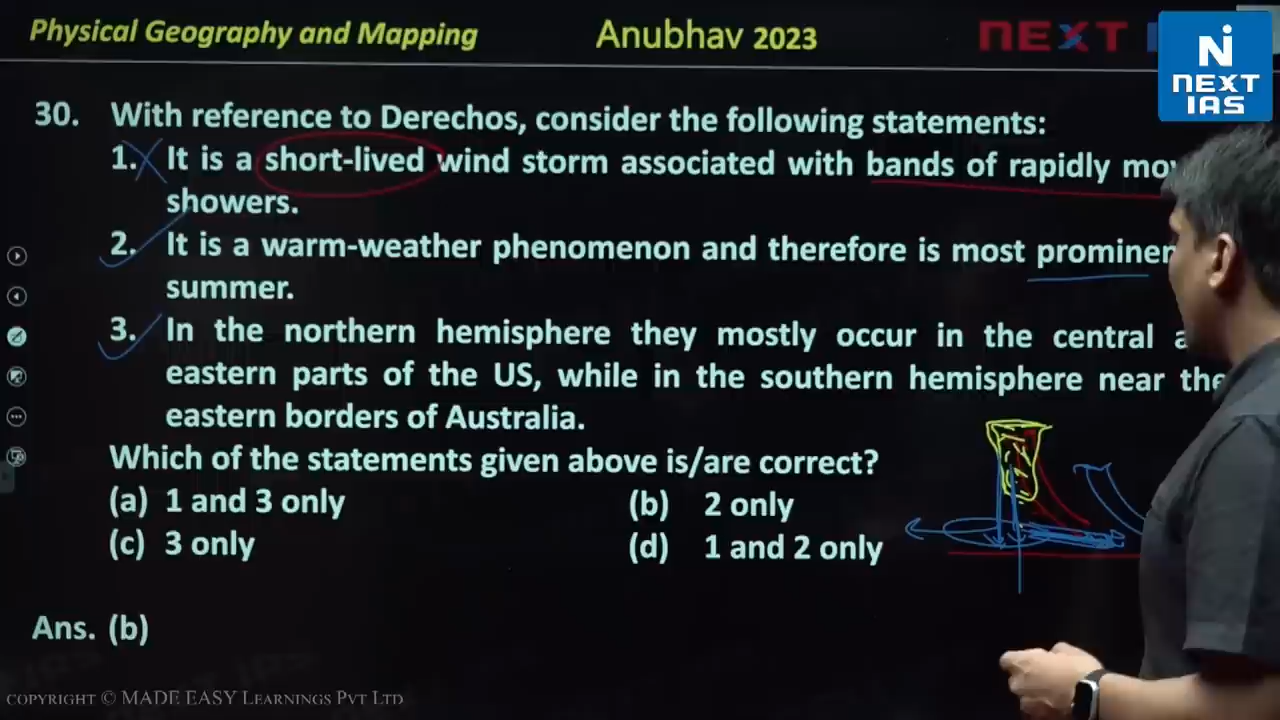 Physical Geography and Mapping
Anubhav 2023
NEXT
NEXT
IAS
30. With reference to Derechos, consider the following statements:
1. It is a short-lived wind storm associated with bands of rapidly
showers.
2. It is a warm-weather phenomenon and therefore is most
summer.
3. In the northern hemisphere they mostly occur in the central
eastern parts of the US, while in the southern hemisphere near the
eastern borders of Australia.
Which of the statements given above is/are correct?
(a) 1 and 3 only (b) 2 only
(c) 3 only (d) 1 and 2 only
Ans. (b)
COPYRIGHT © MADE EASY LEARNINGS PVT LTD